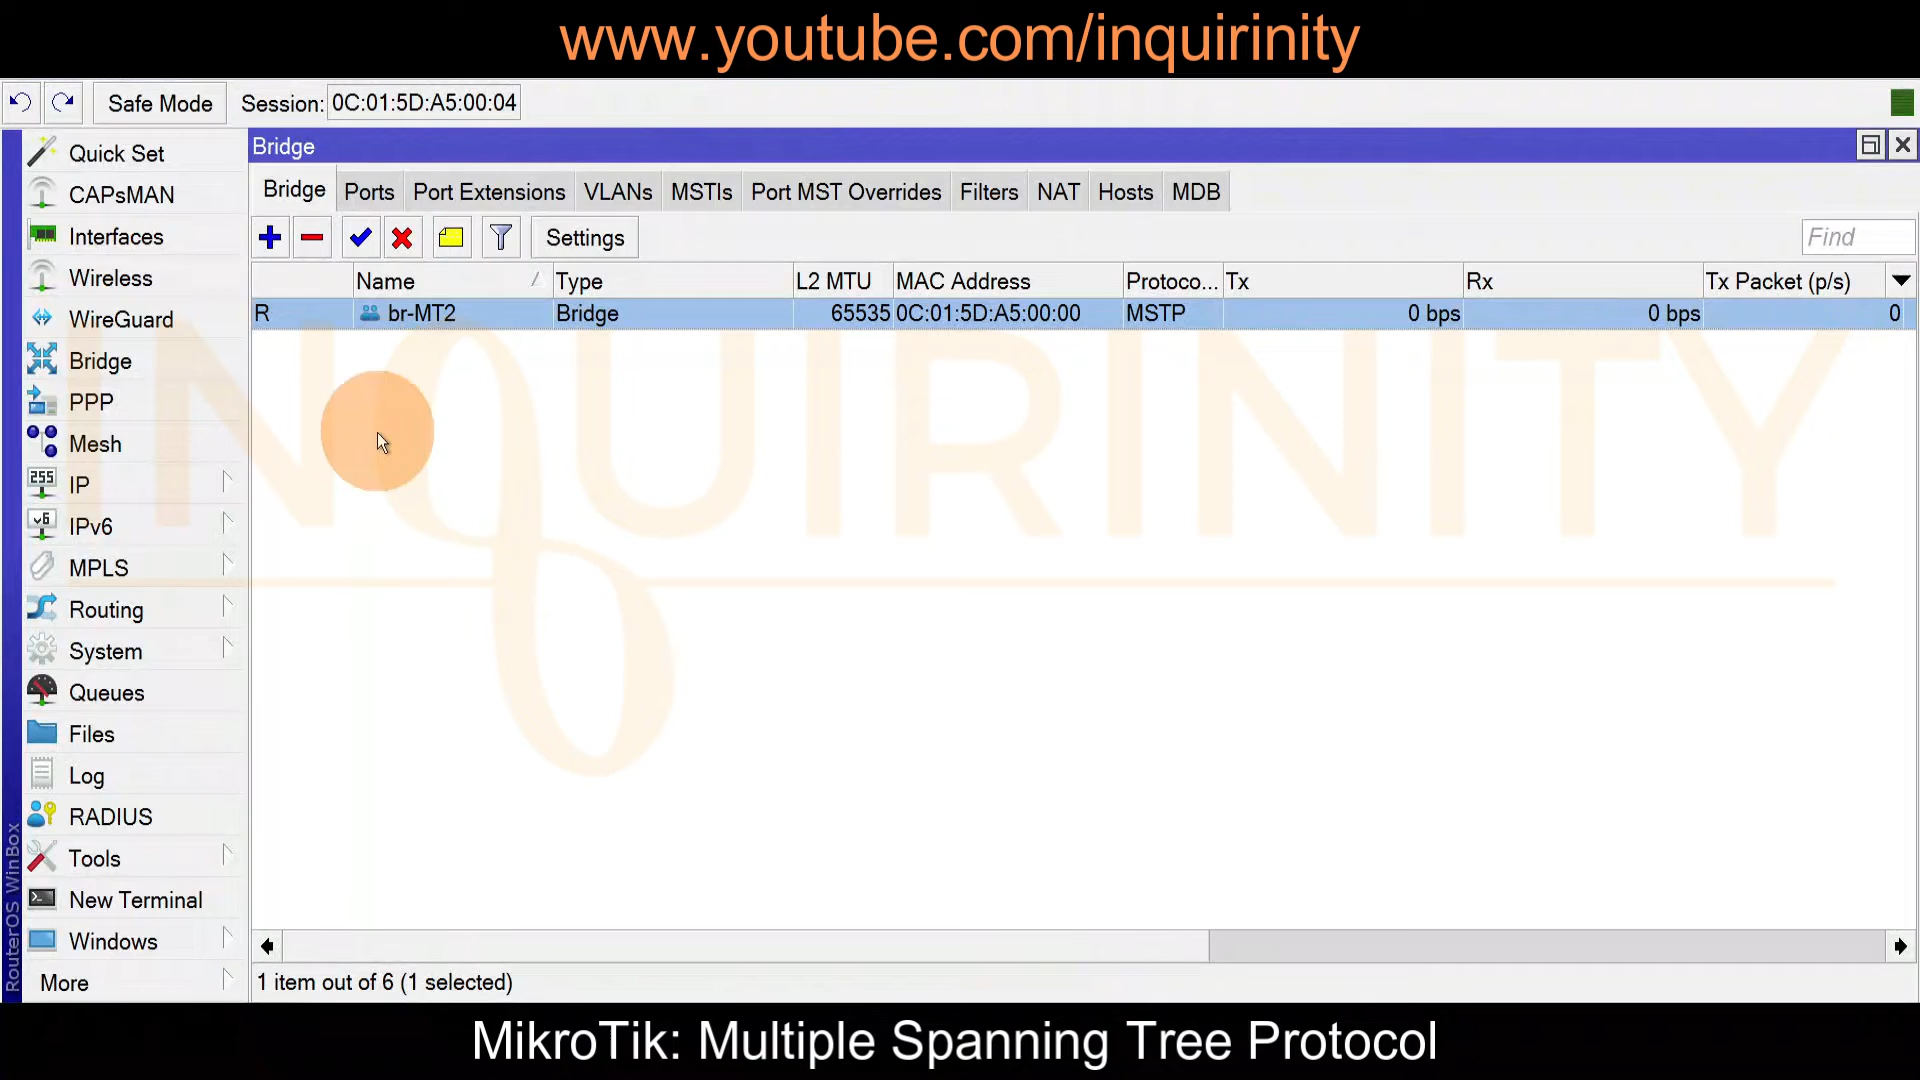 www.youtube.com/inquirinity
Safe Mode Session: 0C:01:5D:A5:00:04
Bridge
Bridge Ports Port Extensions VLANs MSTIs Port MST Overrides Filters NAT Hosts MDB
Settings Find
Name Type L2 MTU MAC Address Protoco... Tx Rx Tx Packet (p/s)
R br-MT2 Bridge 65535 0C:01:5D:A5:00:00 MSTP 0 bps 0 bps 0
Quick Set
CAPsMAN
Interfaces
Wireless
WireGuard
Bridge
PPP
Mesh
255 IP
v6 IPv6
MPLS
Routing
System
Queues
Files
Log
RADIUS
Tools
New Terminal
Windows
More
RouterOS WinBox
INQUIRINITY
1 item out of 6 (1 selected)
MikroTik: Multiple Spanning Tree Protocol